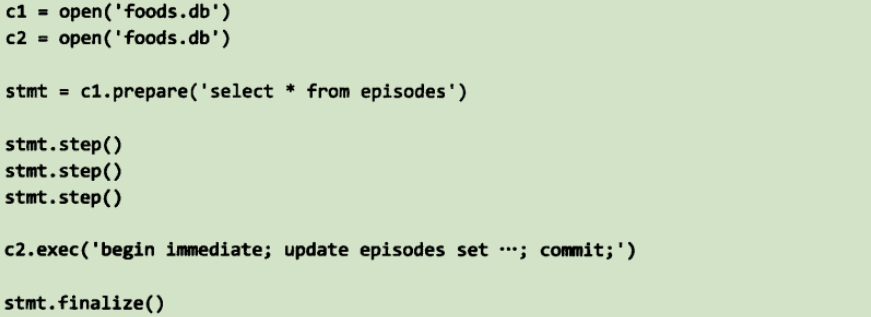 c1 = open('foods.db')
c2 = open('foods.db')
stmt = c1.prepare('select * from episodes')
stmt.step()
stmt.step()
stmt.step()
c2.exec('begin immediate; update episodes set …; commit;')
stmt.finalize()